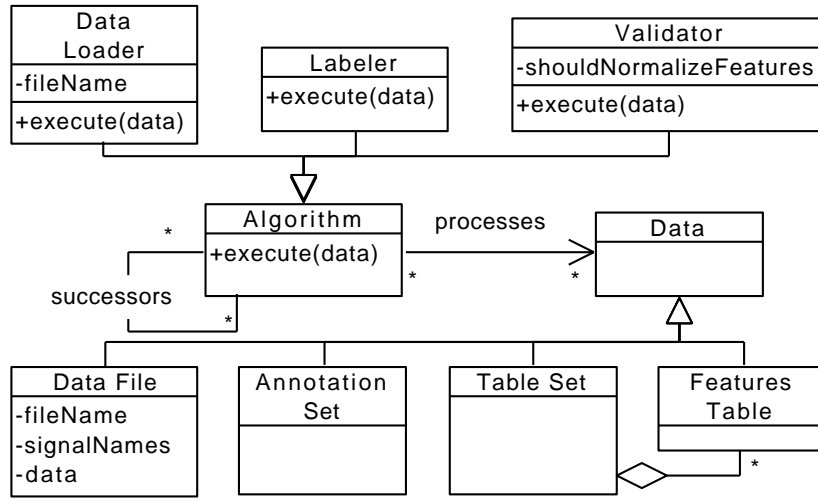 Data
Loader
-fileName
+execute(data)
Labeler
+execute(data)
Validator
-shouldNormalizeFeatures
+execute(data)
Algorithm
+execute(data)
*
successors
*
processes
*
*
Data
Data File
-fileName
-signalNames
-data
Annotation
Set
Table Set
Features
Table
*